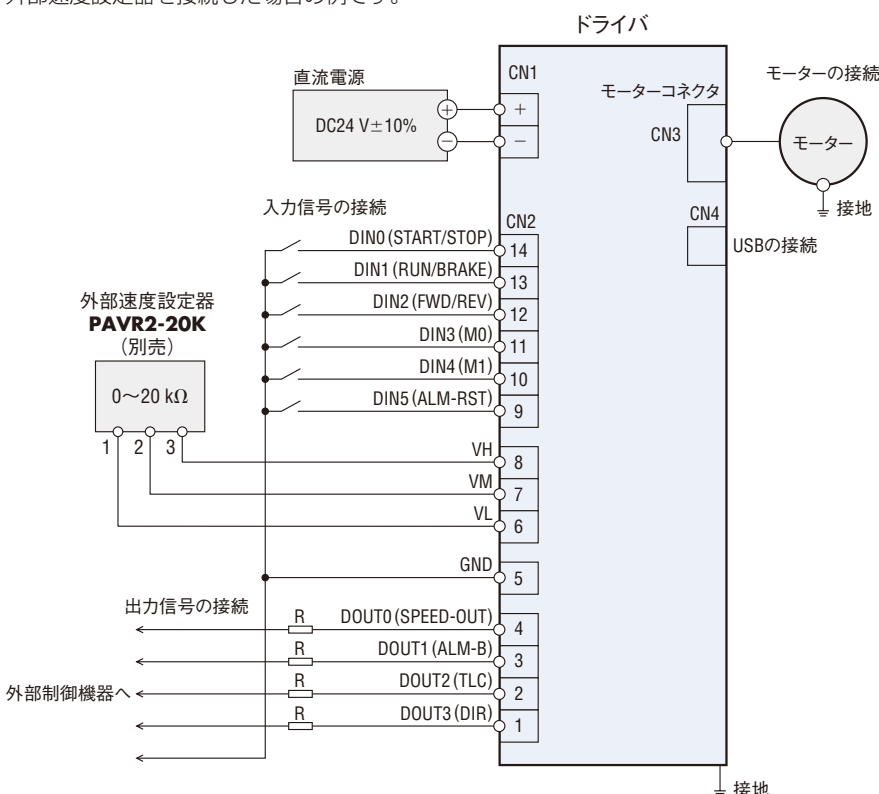 外部速度設定器を接続した場合の例です。
ドライバ
直流電源
DC24 V±10%
+
−
CN1
+
−
モーターコネクタ
CN3
モーターの接続
モーター
接地
CN4
USBの接続
入力信号の接続
CN2
DIN0(START/STOP)
14
DIN1(RUN/BRAKE)
13
DIN2(FWD/REV)
12
DIN3(M0)
11
DIN4(M1)
10
DIN5(ALM-RST)
9
外部速度設定器
PAVR2-20K
(別売)
0~20 kΩ
1
2
3
VH
8
VM
7
VL
6
GND
5
出力信号の接続
R
DOUT0(SPEED-OUT)
4
R
DOUT1(ALM-B)
3
外部制御機器へ
R
DOUT2(TLC)
2
R
DOUT3(DIR)
1
接地